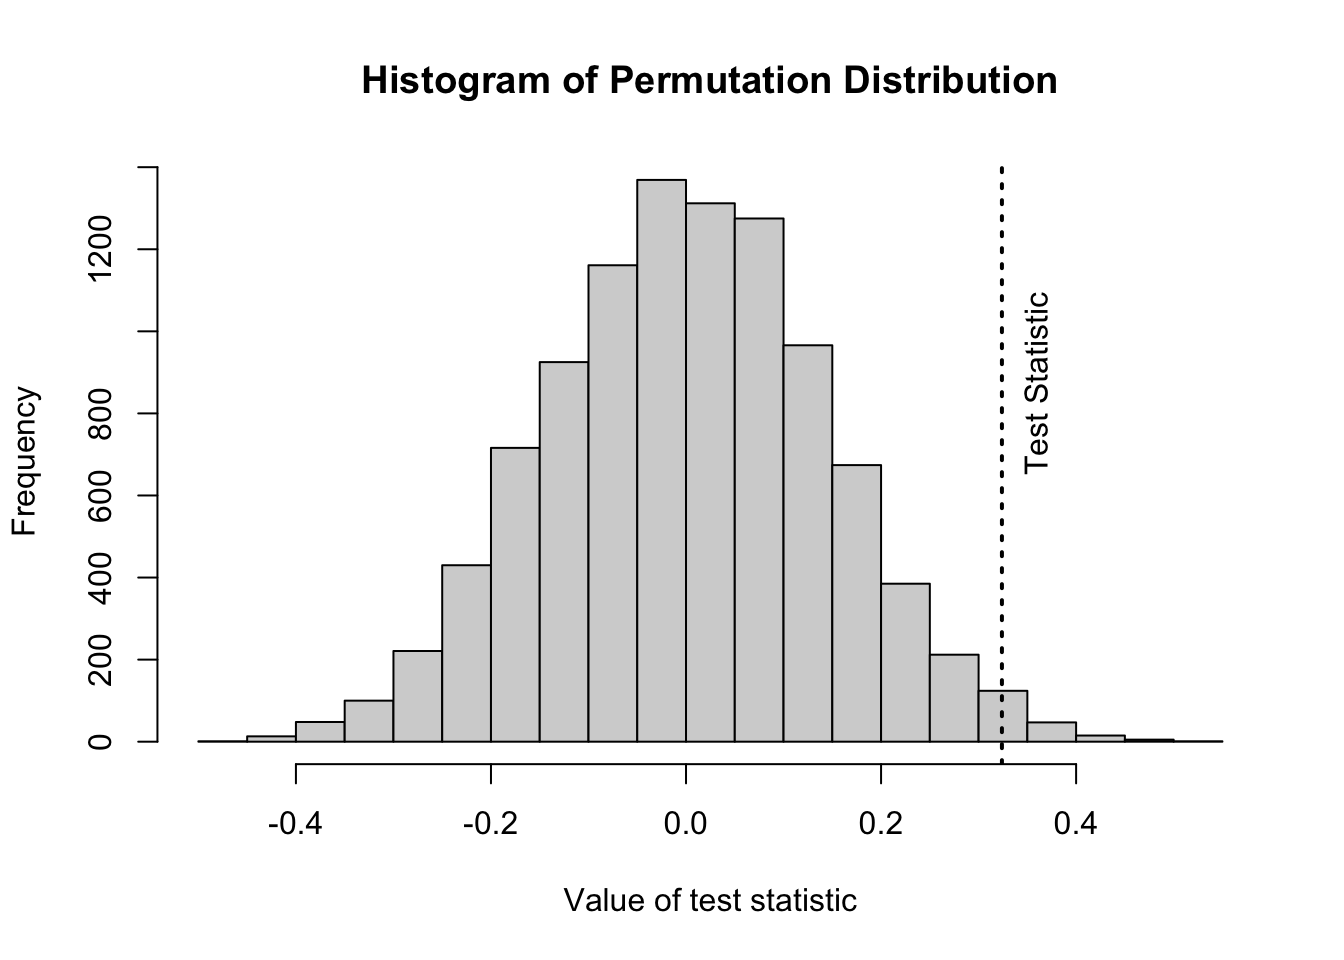 Histogram of Permutation Distribution
Frequency
1200
800
600
400
200
0
Test Statistic
-0.4 -0.2 0.0 0.2 0.4
Value of test statistic